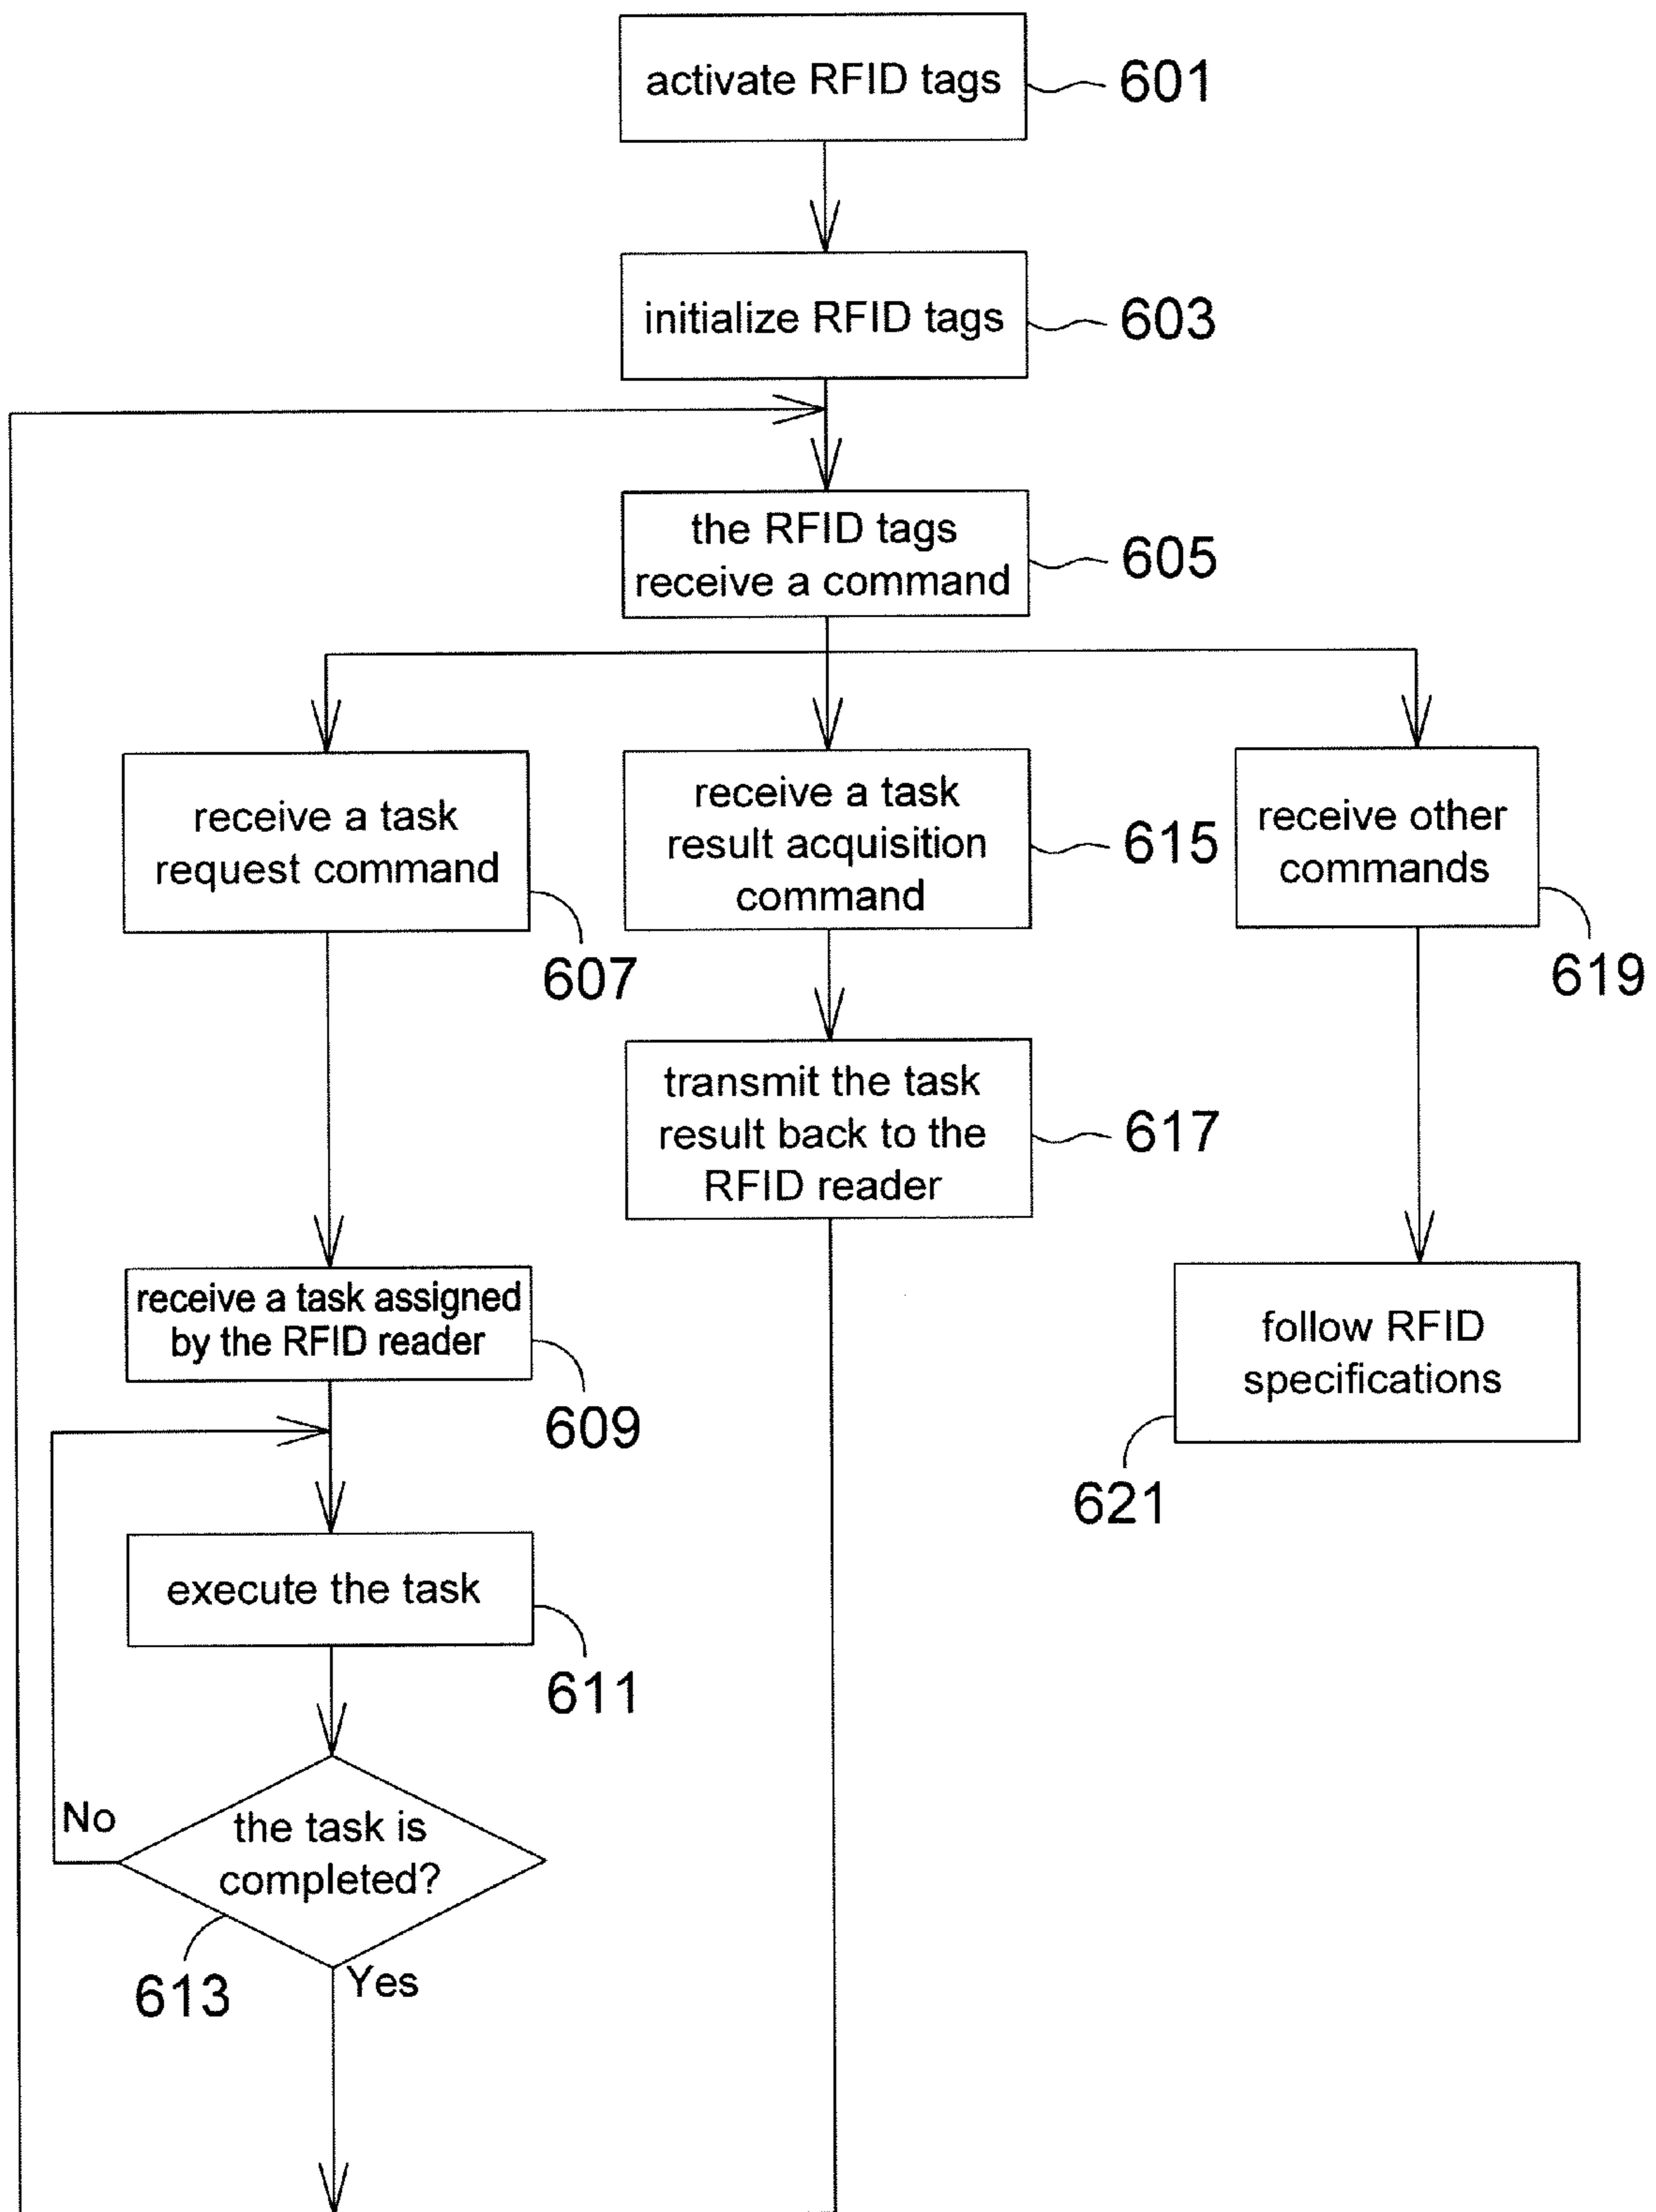 activate RFID tags
601
initialize RFID tags
603
the RFID tags
receive a command
605
receive a task
request command
607
receive a task
result acquisition
command
615
receive other
commands
619
transmit the task
result back to the
RFID reader
617
receive a task assigned
by the RFID reader
609
follow RFID
specifications
621
execute the task
611
No
the task is
completed?
613
Yes